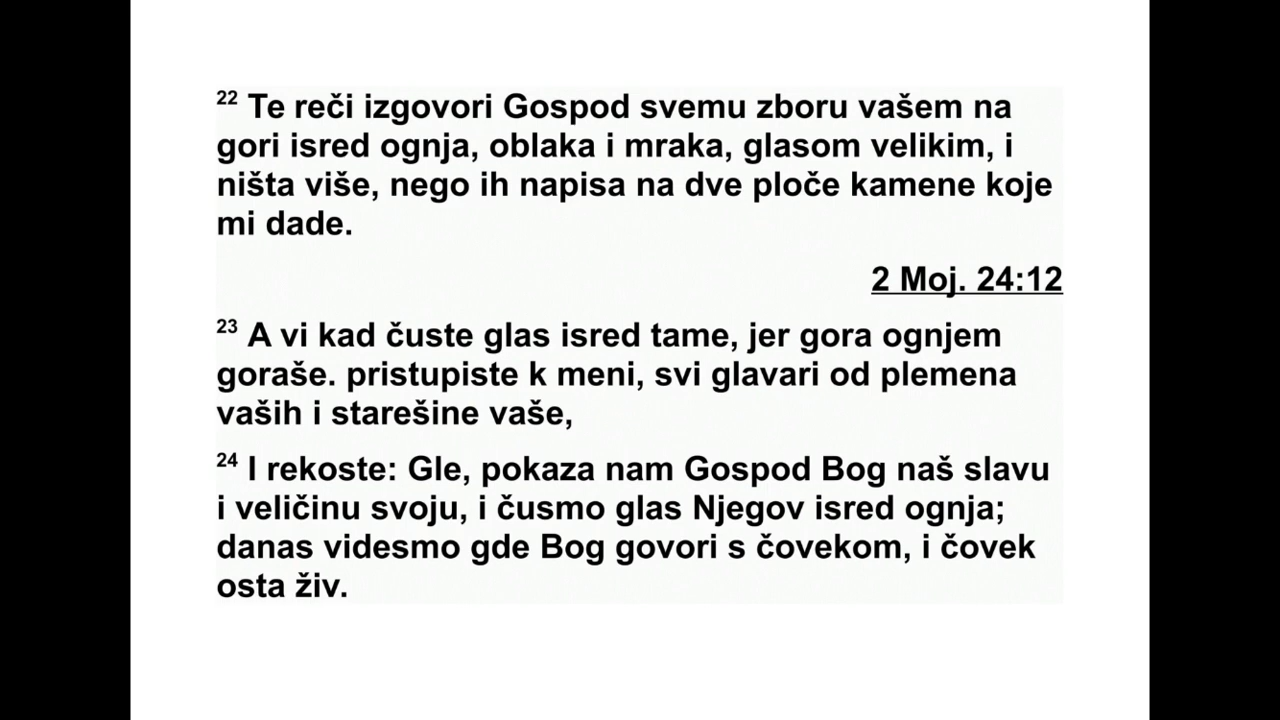 22 Te reči izgovori Gospod svemu zboru vašem na
gori isred ognja, oblaka i mraka, glasom velikim, i
ništa više, nego ih napisa na dve ploče kamene koje
mi dade.
2 Moj. 24:12
23 A vi kad čuste glas isred tame, jer gora ognjem
goraše. pristupiste k meni, svi glavari od plemena
vaših i starešine vaše,
24 I rekoste: Gle, pokaza nam Gospod Bog naš slavu
i veličinu svoju, i čusmo glas Njegov isred ognja;
danas videsmo gde Bog govori s čovekom, i čovek
osta živ.